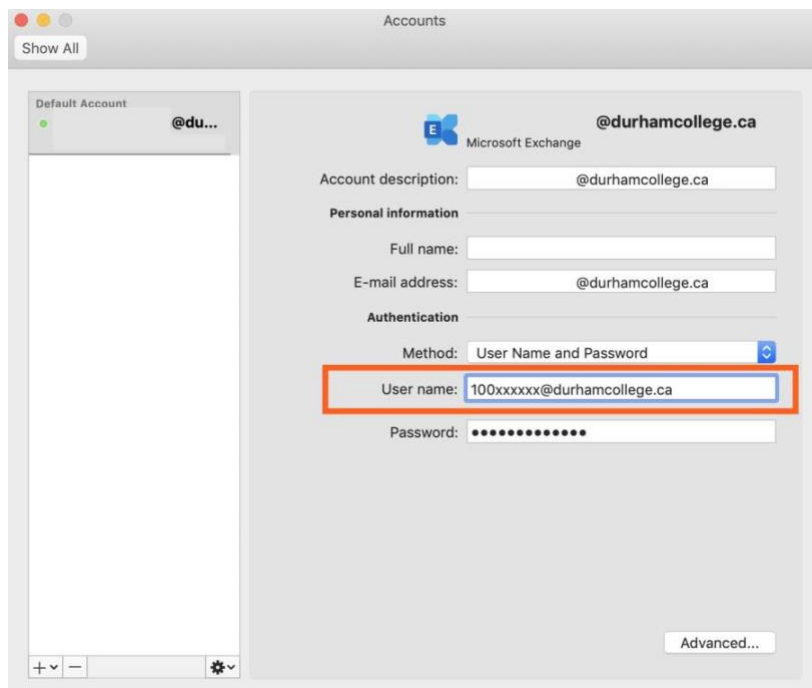 Accounts
Show All
Default Account
@du...
@durhamcollege.ca
Microsoft Exchange
Account description: @durhamcollege.ca
Personal information
Full name:
E-mail address: @durhamcollege.ca
Authentication
Method: User Name and Password
User name: 100xxxxxx@durhamcollege.ca
Password: •••••••••••••
Advanced...